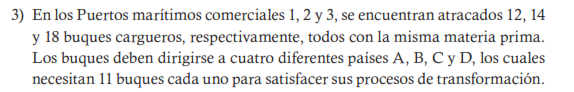 3) En los Puertos marítimos comerciales 1, 2 y 3, se encuentran atracados 12, 14
y 18 buques cargueros, respectivamente, todos con la misma materia prima.
Los buques deben dirigirse a cuatro diferentes países A, B, C y D, los cuales
necesitan 11 buques cada uno para satisfacer sus procesos de transformación.